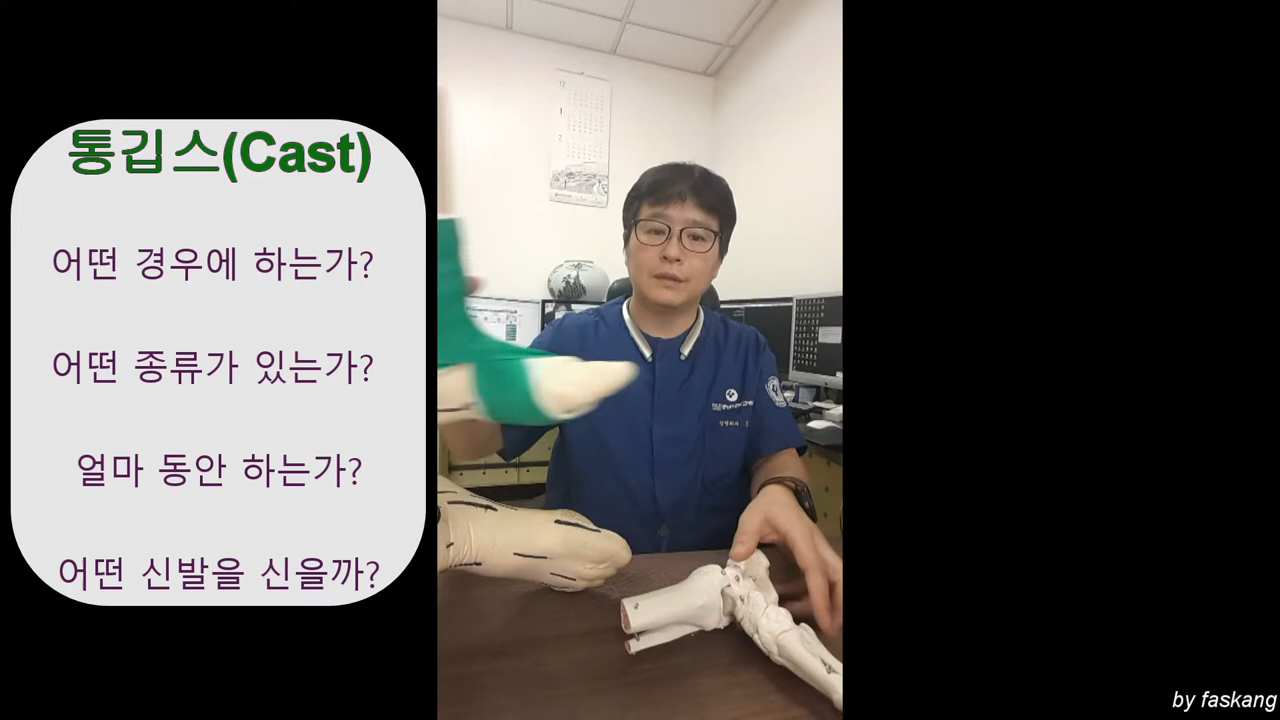 통깁스(Cast)
어떤 경우에 하는가?
어떤 종류가 있는가?
얼마 동안 하는가?
어떤 신발을 신을까?
by faskang